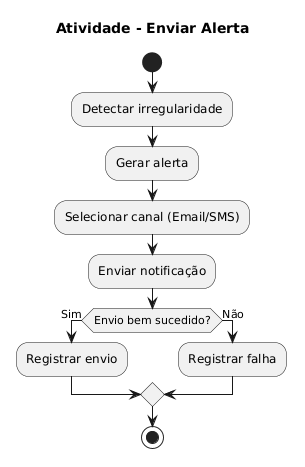 Atividade - Enviar Alerta
Detectar irregularidade
Gerar alerta
Selecionar canal (Email/SMS)
Enviar notificação
Envio bem sucedido?
Sim
Não
Registrar envio
Registrar falha